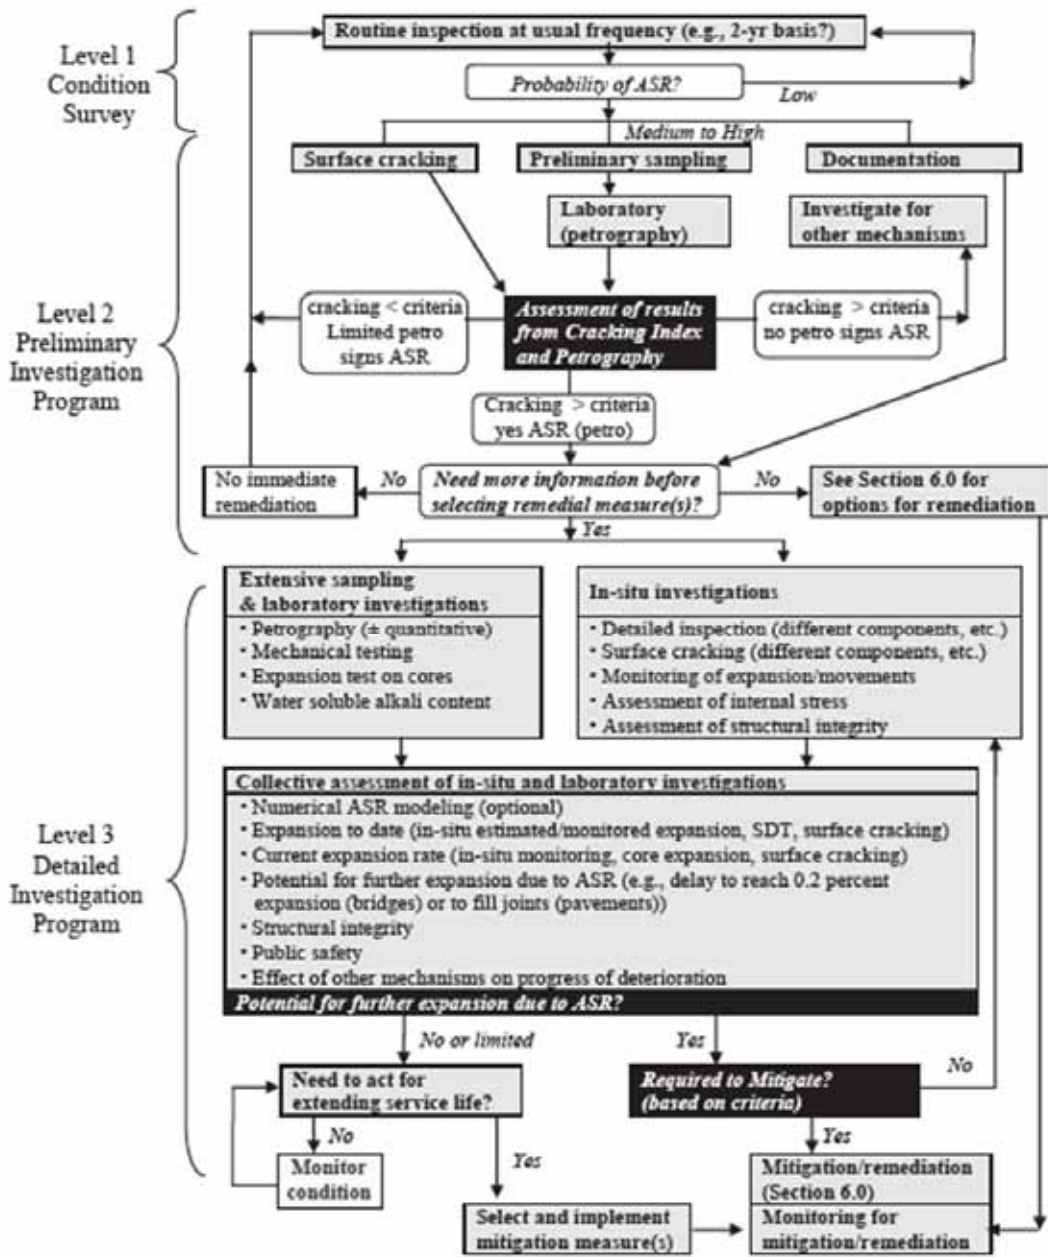 Level 1
Condition
Survey
Routine inspection at usual frequency (e.g., 2-yr basis?)
Probability of ASR?
Low
Medium to High
Level 2
Preliminary
Investigation
Program
Surface cracking
Preliminary sampling
Documentation
Laboratory
(petrography)
Investigate for
other mechanisms
cracking < criteria
Limited petro
signs ASR
Assessment of results
from Cracking Index
and Petrography
cracking > criteria
no petro signs ASR
Cracking > criteria
yes ASR (petro)
No immediate
remediation
No
Need more information before
selecting remedial measure(s)?
No
See Section 6.0 for
options for remediation
Yes
Level 3
Detailed
Investigation
Program
Extensive sampling
& laboratory investigations
· Petrography (± quantitative)
· Mechanical testing
· Expansion test on cores
· Water soluble alkali content
In-situ investigations
· Detailed inspection (different components, etc.)
· Surface cracking (different components, etc.)
· Monitoring of expansion/movements
· Assessment of internal stress
· Assessment of structural integrity
Collective assessment of in-situ and laboratory investigations
· Numerical ASR modeling (optional)
· Expansion to date (in-situ estimated/monitored expansion, SDT, surface cracking)
· Current expansion rate (in-situ monitoring, core expansion, surface cracking)
· Potential for further expansion due to ASR (e.g., delay to reach 0.2 percent
expansion (bridges) or to fill joints (pavements))
· Structural integrity
· Public safety
· Effect of other mechanisms on progress of deterioration
Potential for further expansion due to ASR?
No or limited
Yes
Need to act for
extending service life?
Required to Mitigate?
(based on criteria)
No
No
Yes
Yes
Monitor
condition
Select and implement
mitigation measure(s)
Mitigation/remediation
(Section 6.0)
Monitoring for
mitigation/remediation